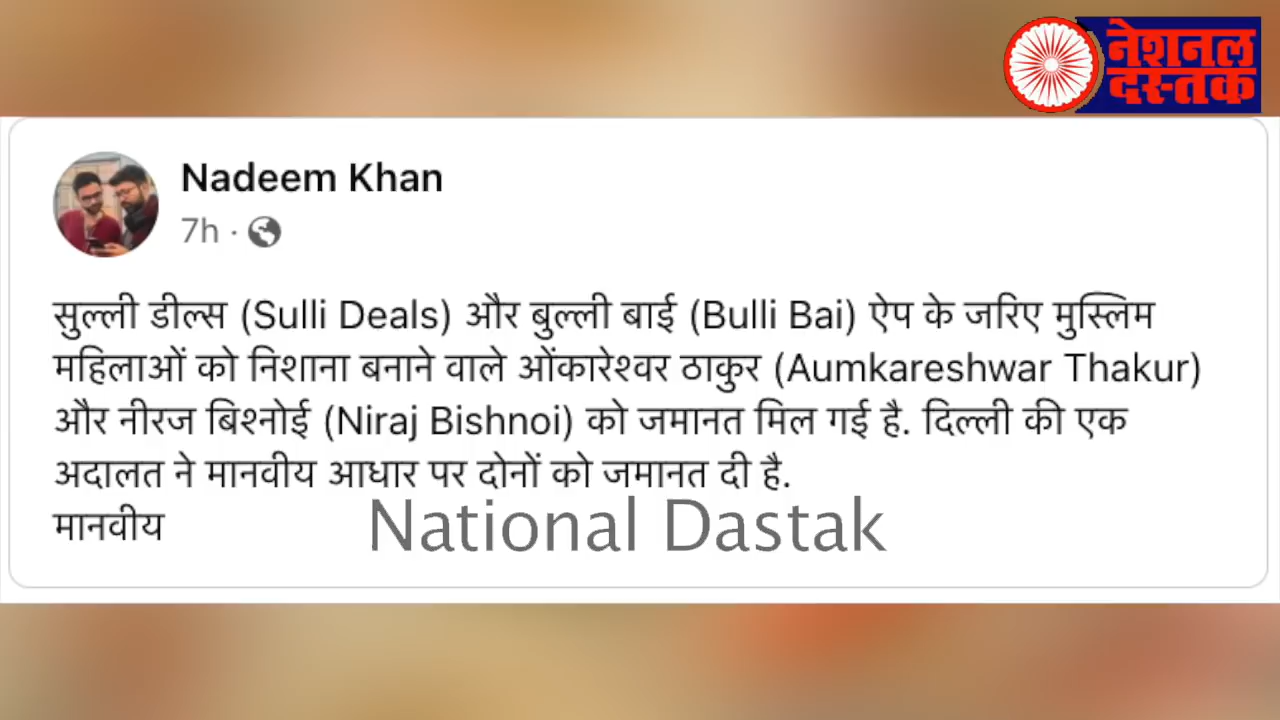 नेशनल
दस्तक
Nadeem Khan
7h ·
सुल्ली डील्स (Sulli Deals) और बुल्ली बाई (Bulli Bai) ऐप के जरिए मुस्लिम
महिलाओं को निशाना बनाने वाले ओंकारेश्वर ठाकुर (Aumkareshwar Thakur)
और नीरज बिश्नोई (Niraj Bishnoi) को जमानत मिल गई है. दिल्ली की एक
अदालत ने मानवीय आधार पर दोनों को जमानत दी है.
मानवीय
National Dastak